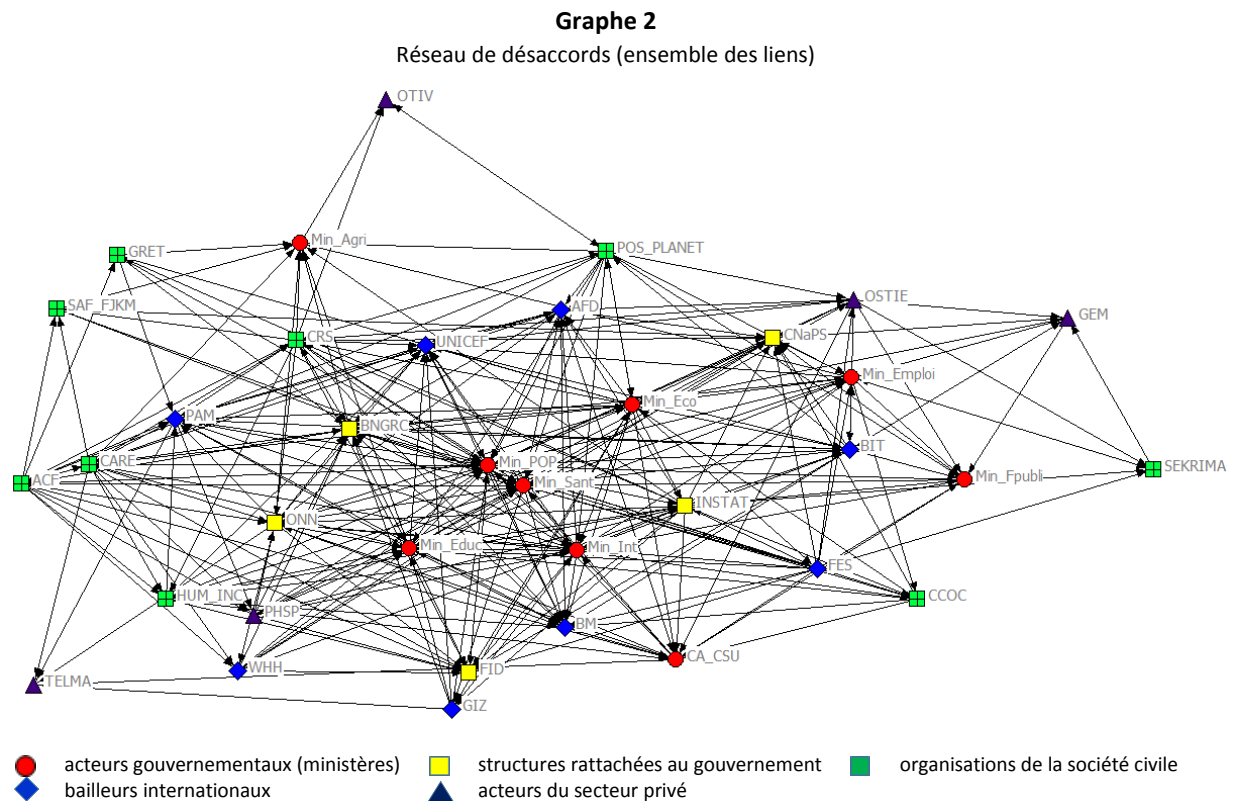 Graphe 2
Réseau de désaccords (ensemble des liens)
OTIV
Min_Agri
GRET
POS_PLANET
SAF_FJKM
AFD
OSTIE
GEM
CRS
UNICEF
CNaPS
Min_Emploi
PAM
BNGRC
Min_Eco
BIT
CARE
ACF
Min_POP
Min_Sant
Min_Fpubli
SEKRIMA
INSTAT
ONN
Min_Educ
Min_Int
FES
HUM_INC
PHSP
BM
CCOC
WHH
FID
CA_CSU
TELMA
GIZ
acteurs gouvernementaux (ministères)
structures rattachées au gouvernement
organisations de la société civile
bailleurs internationaux
acteurs du secteur privé